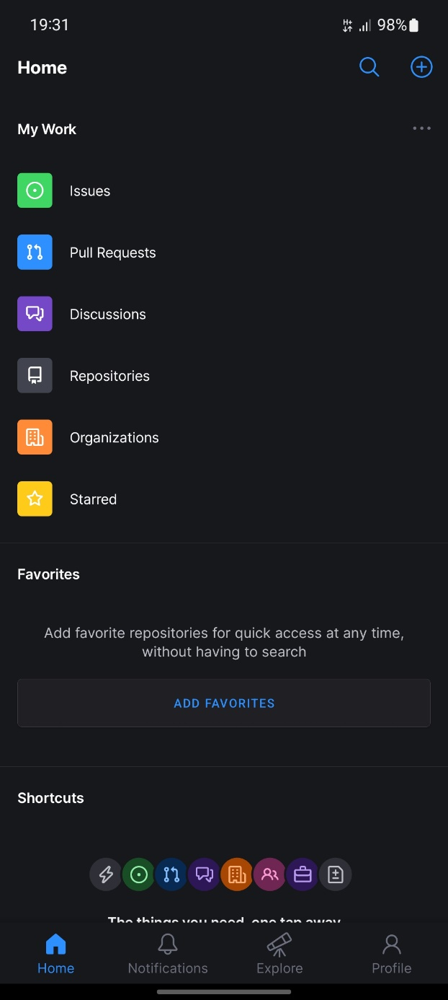 19:31 H+ 98%
Home
My Work
Issues
Pull Requests
Discussions
Repositories
Organizations
Starred
Favorites
Add favorite repositories for quick access at any time,
without having to search
ADD FAVORITES
Shortcuts
The things you need, one tap away
Home Notifications Explore Profile